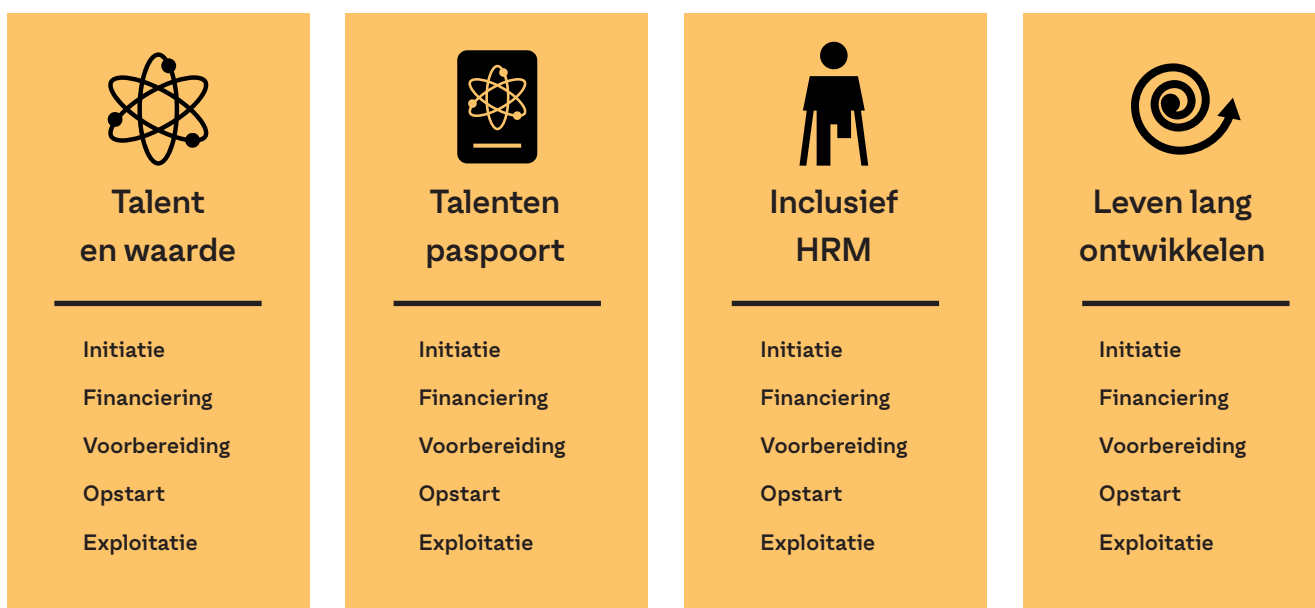 Talent
en waarde
Initiatie
Financiering
Voorbereiding
Opstart
Exploitatie
Talenten
paspoort
Initiatie
Financiering
Voorbereiding
Opstart
Exploitatie
Inclusief
HRM
Initiatie
Financiering
Voorbereiding
Opstart
Exploitatie
Leven lang
ontwikkelen
Initiatie
Financiering
Voorbereiding
Opstart
Exploitatie